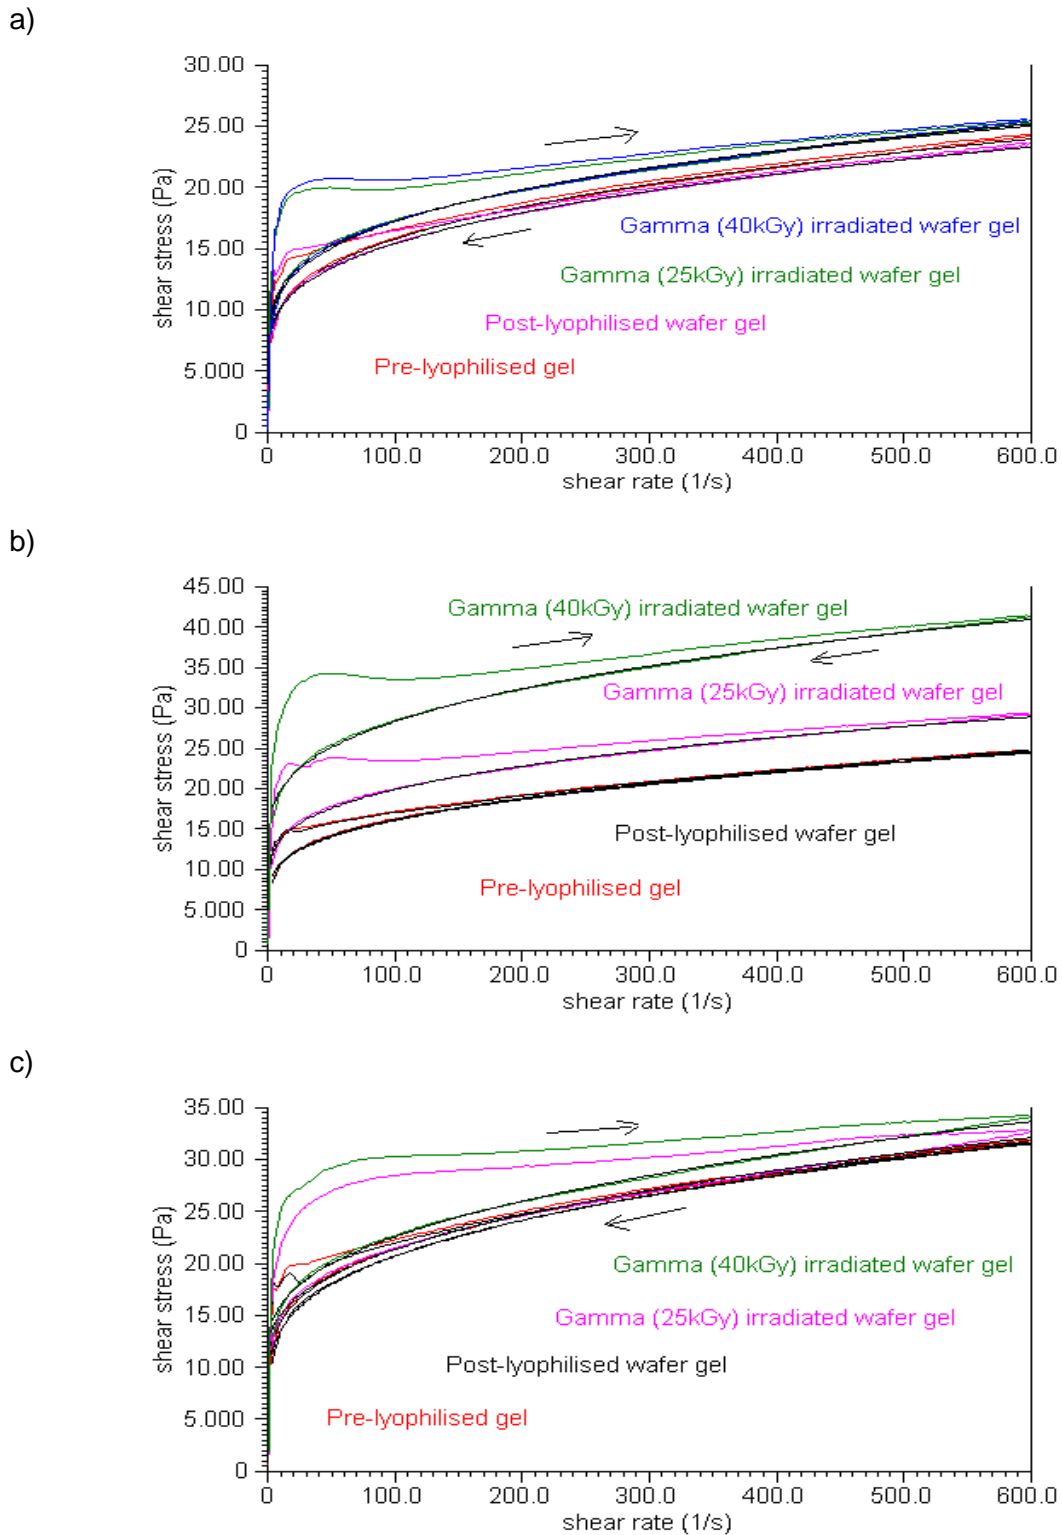 a)
30.00
25.00
20.00
15.00
10.00
5.000
0
shear stress (Pa)
Gamma (40kGy) irradiated wafer gel
Gamma (25kGy) irradiated wafer gel
Post-lyophilised wafer gel
Pre-lyophilised gel
0 100.0 200.0 300.0 400.0 500.0 600.0
shear rate (1/s)
b)
45.00
40.00
35.00
30.00
25.00
20.00
15.00
10.00
5.000
0
shear stress (Pa)
Gamma (40kGy) irradiated wafer gel
Gamma (25kGy) irradiated wafer gel
Post-lyophilised wafer gel
Pre-lyophilised gel
0 100.0 200.0 300.0 400.0 500.0 600.0
shear rate (1/s)
c)
35.00
30.00
25.00
20.00
15.00
10.00
5.000
0
shear stress (Pa)
Gamma (40kGy) irradiated wafer gel
Gamma (25kGy) irradiated wafer gel
Post-lyophilised wafer gel
Pre-lyophilised gel
0 100.0 200.0 300.0 400.0 500.0 600.0
shear rate (1/s)